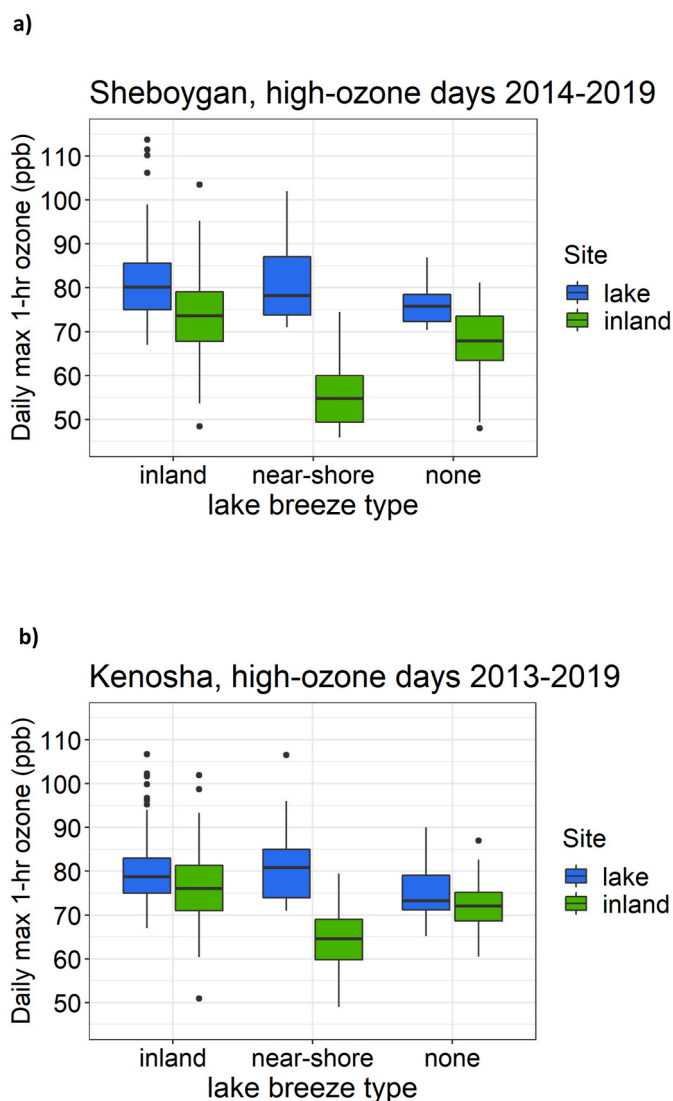 a)
Sheboygan, high-ozone days 2014-2019
Daily max 1-hr ozone (ppb)
110
100
90
80
70
60
50
inland near-shore none
lake breeze type
Site
lake
inland
b)
Kenosha, high-ozone days 2013-2019
Daily max 1-hr ozone (ppb)
110
100
90
80
70
60
50
inland near-shore none
lake breeze type
Site
lake
inland